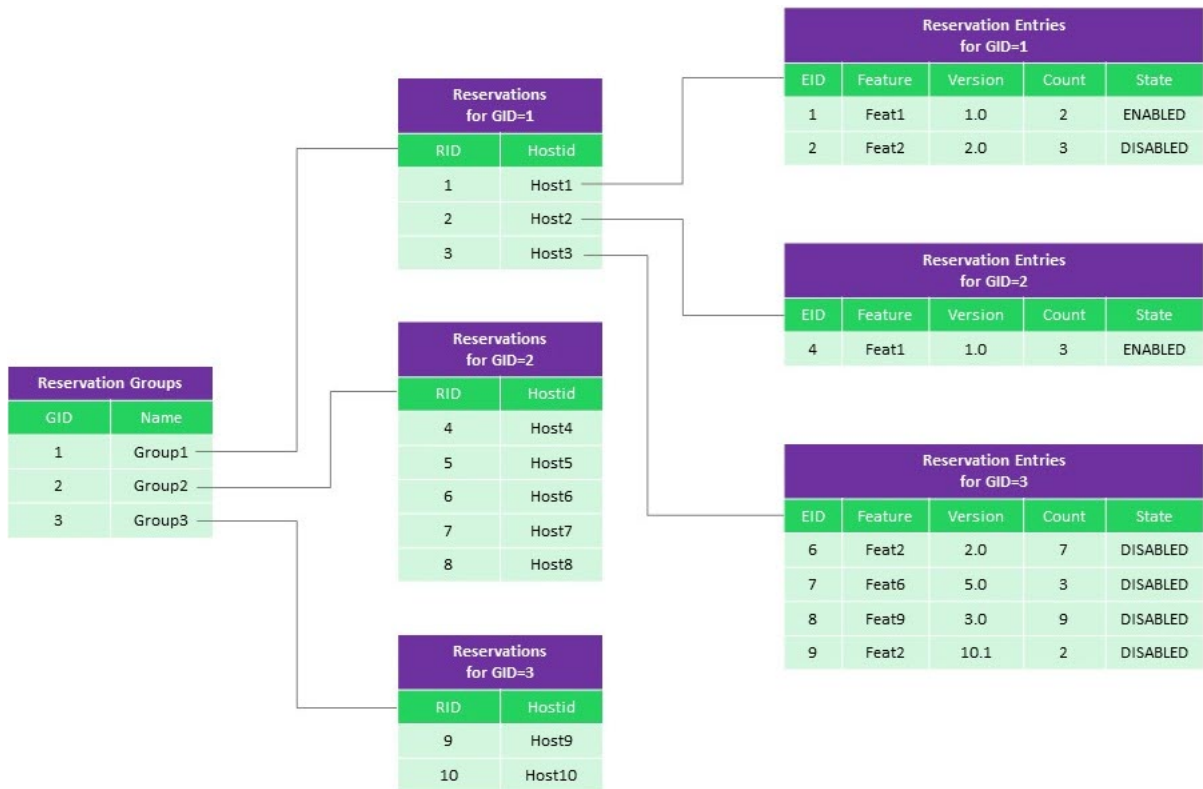 Reservation Groups
GID Name
1 Group1
2 Group2
3 Group3
Reservations
for GID=1
RID Hostid
1 Host1
2 Host2
3 Host3
Reservations
for GID=2
RID Hostid
4 Host4
5 Host5
6 Host6
7 Host7
8 Host8
Reservations
for GID=3
RID Hostid
9 Host9
10 Host10
Reservation Entries
for GID=1
EID Feature Version Count State
1 Feat1 1.0 2 ENABLED
2 Feat2 2.0 3 DISABLED
Reservation Entries
for GID=2
EID Feature Version Count State
4 Feat1 1.0 3 ENABLED
Reservation Entries
for GID=3
EID Feature Version Count State
6 Feat2 2.0 7 DISABLED
7 Feat6 5.0 3 DISABLED
8 Feat9 3.0 9 DISABLED
9 Feat2 10.1 2 DISABLED